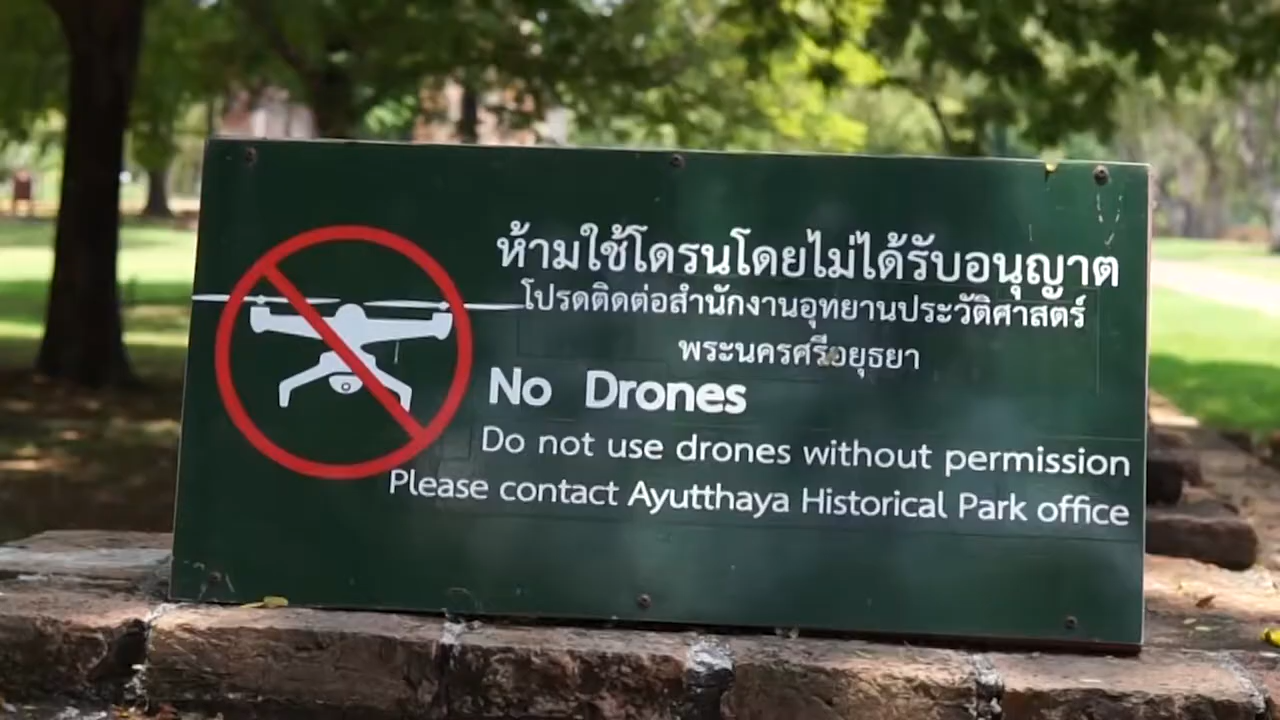 ห้ามใช้โดรนโดยไม่ได้รับอนุญาต
โปรดติดต่อสำนักงานอุทยานประวัติศาสตร์
พระนครศรีอยุธยา
No Drones
Do not use drones without permission
Please contact Ayutthaya Historical Park office